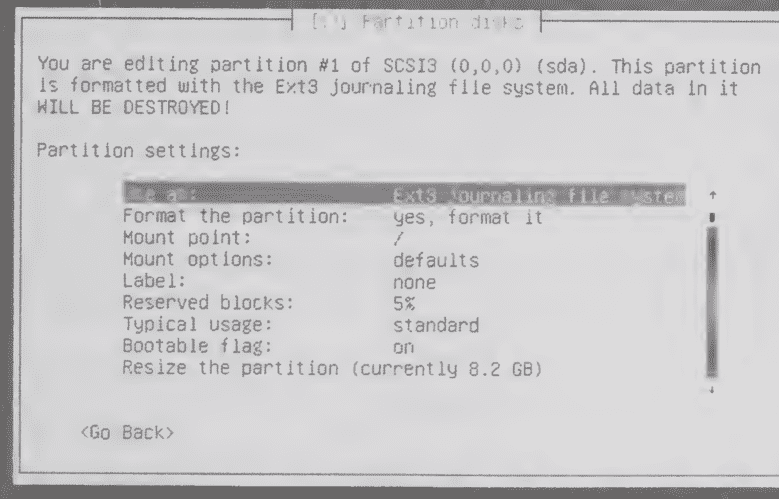 Partition disks
You are editing partition #1 of SCSI3 (0,0,0) (sda). This partition
is formatted with the Ext3 journaling file system. All data in it
WILL BE DESTROYED!
Partition settings:
Ext3 journaling file system
Format the partition: yes, format it
Mount point: /
Mount options: defaults
Label: none
Reserved blocks: 5%
Typical usage: standard
Bootable flag: on
Resize the partition (currently 8.2 GB)
<Go Back>